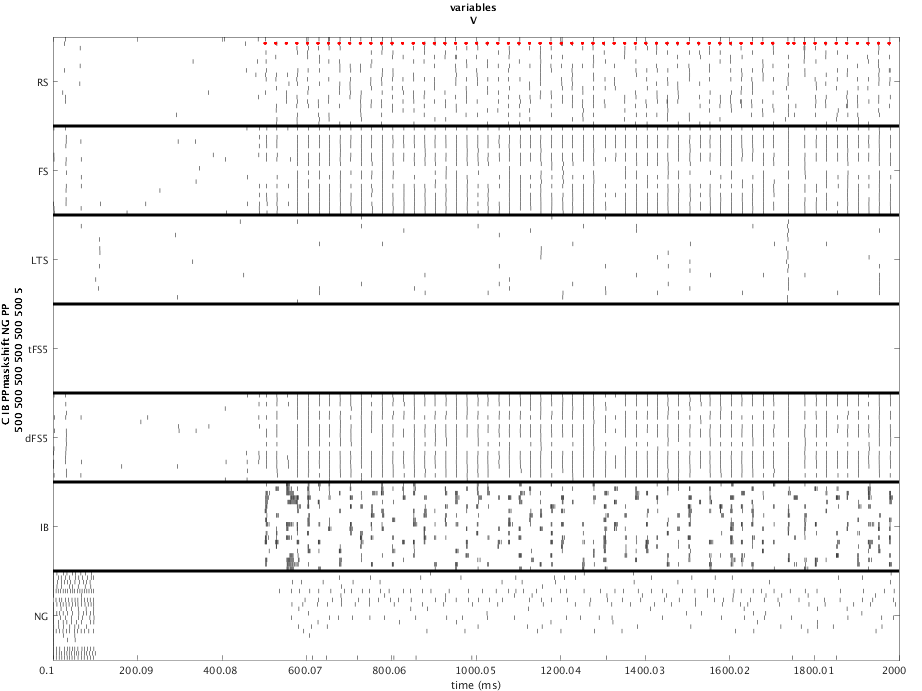 variables
V
RS
FS
LTS
tFS5
dFS5
IB
NG
C IB PPmaskshift NG PP
500 500 500 500 500 500 5
0.1 200.09 400.08 600.07 800.06 1000.05 1200.04 1400.03 1600.02 1800.01 2000
time (ms)